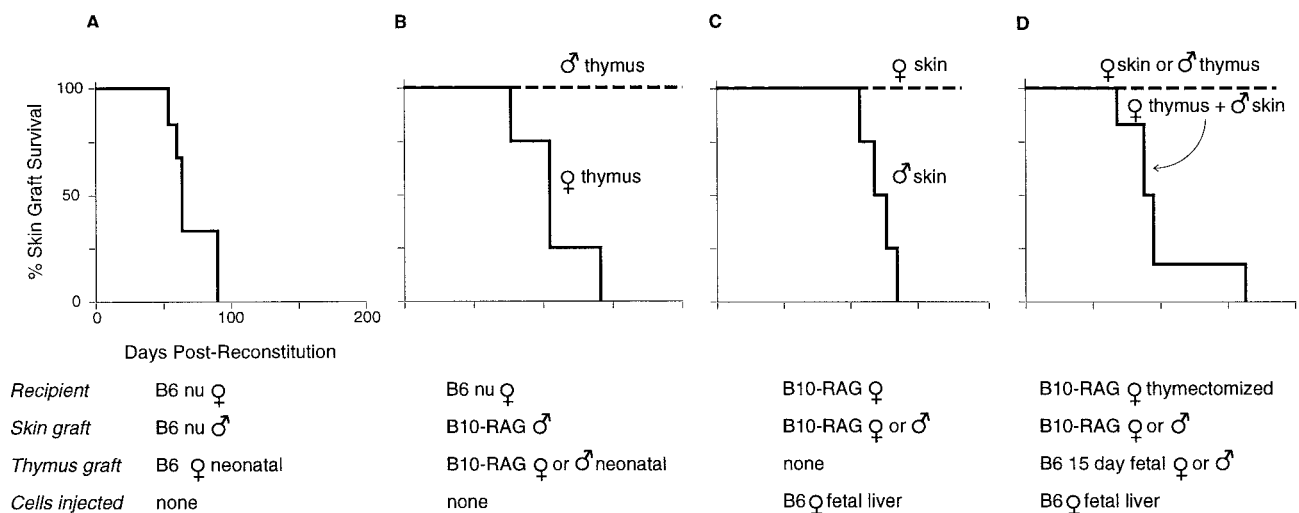 A B C D
♀ skin
♀ skin or ♂ thymus
♂ thymus
♀ thymus + ♂ skin
♀ thymus
♂ skin
% Skin Graft Survival
100
50
0
0 100 200
Days Post-Reconstitution
Recipient B6 nu ♀ B6 nu ♀ B10-RAG ♀ B10-RAG ♀ thymectomized
Skin graft B6 nu ♂ B10-RAG ♂ B10-RAG ♀ or ♂ B10-RAG ♀ or ♂
Thymus graft B6 ♀ neonatal B10-RAG ♀ or ♂ neonatal none B6 15 day fetal ♀ or ♂
Cells injected none none B6♀ fetal liver B6♀ fetal liver